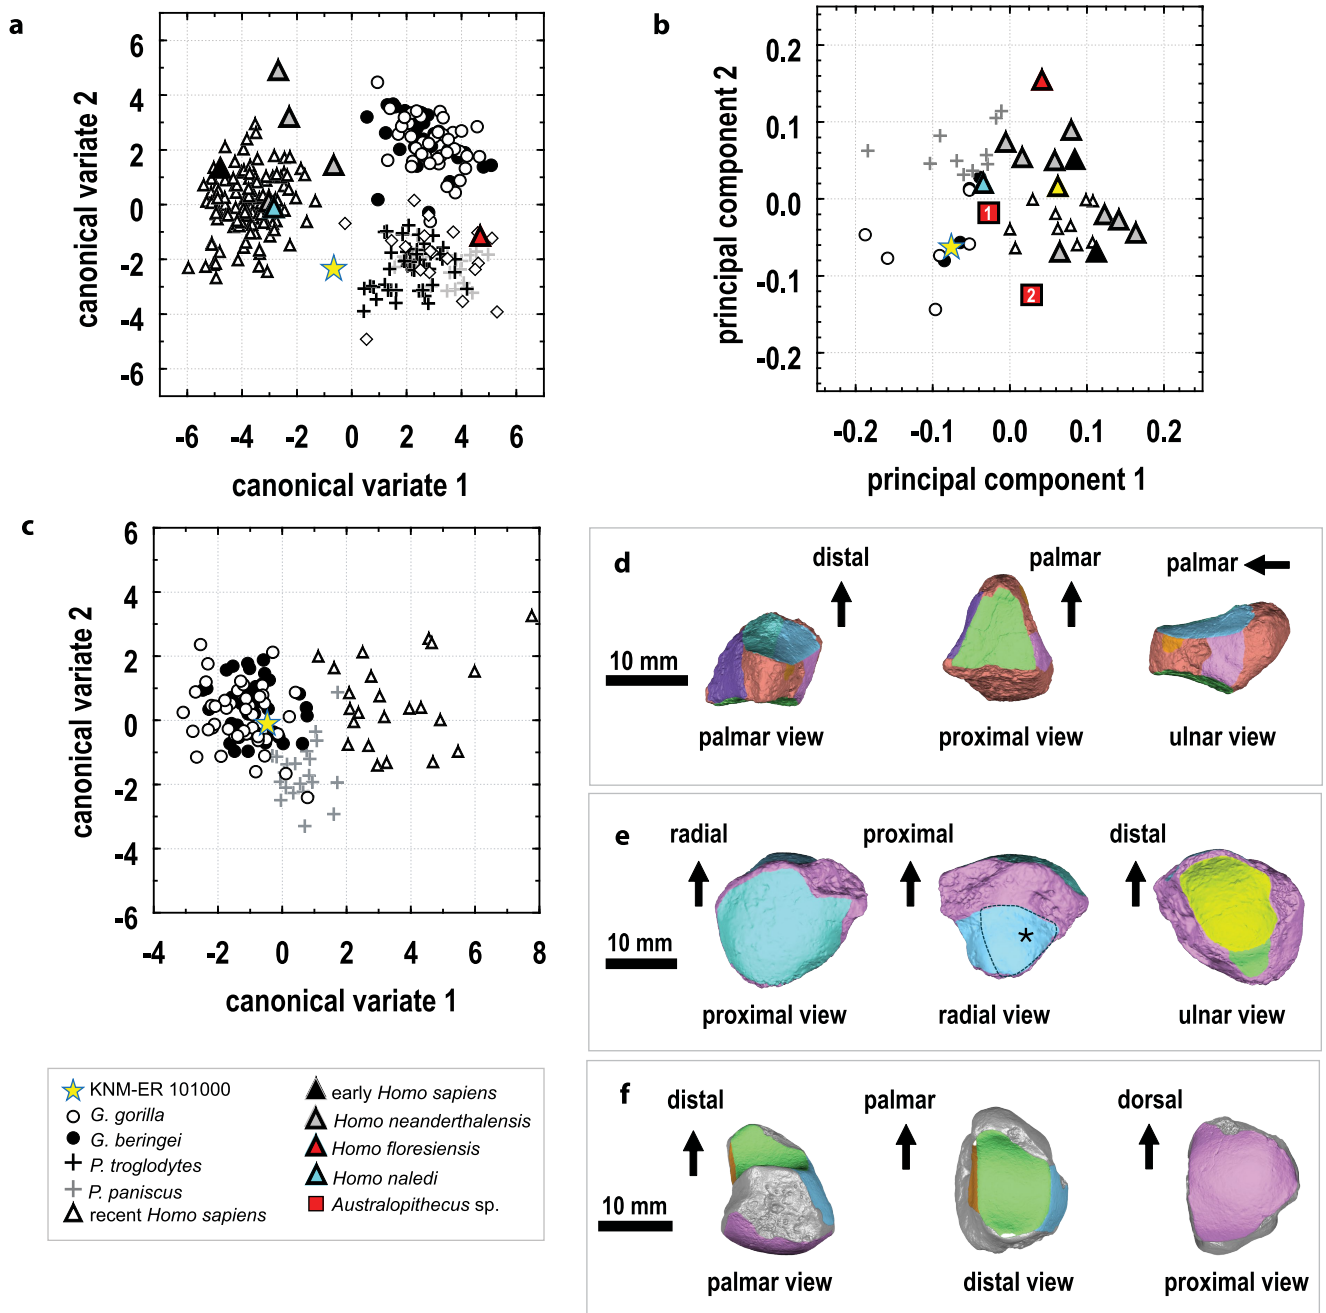 a
6
4
2
0
-2
-4
-6
canonical variate 2
-6 -4 -2 0 2 4 6
canonical variate 1
b
0.2
0.1
0.0
-0.1
-0.2
principal component 2
1
2
-0.2 -0.1 0.0 0.1 0.2
principal component 1
c
6
4
2
0
-2
-4
-6
canonical variate 2
-4 -2 0 2 4 6 8
canonical variate 1
KNM-ER 101000
G. gorilla
G. beringei
P. troglodytes
P. paniscus
recent Homo sapiens
early Homo sapiens
Homo neanderthalensis
Homo floresiensis
Homo naledi
Australopithecus sp.
d
distal palmar palmar
10 mm
palmar view proximal view ulnar view
e
radial proximal distal
*
10 mm
proximal view radial view ulnar view
f
distal palmar dorsal
10 mm
palmar view distal view proximal view